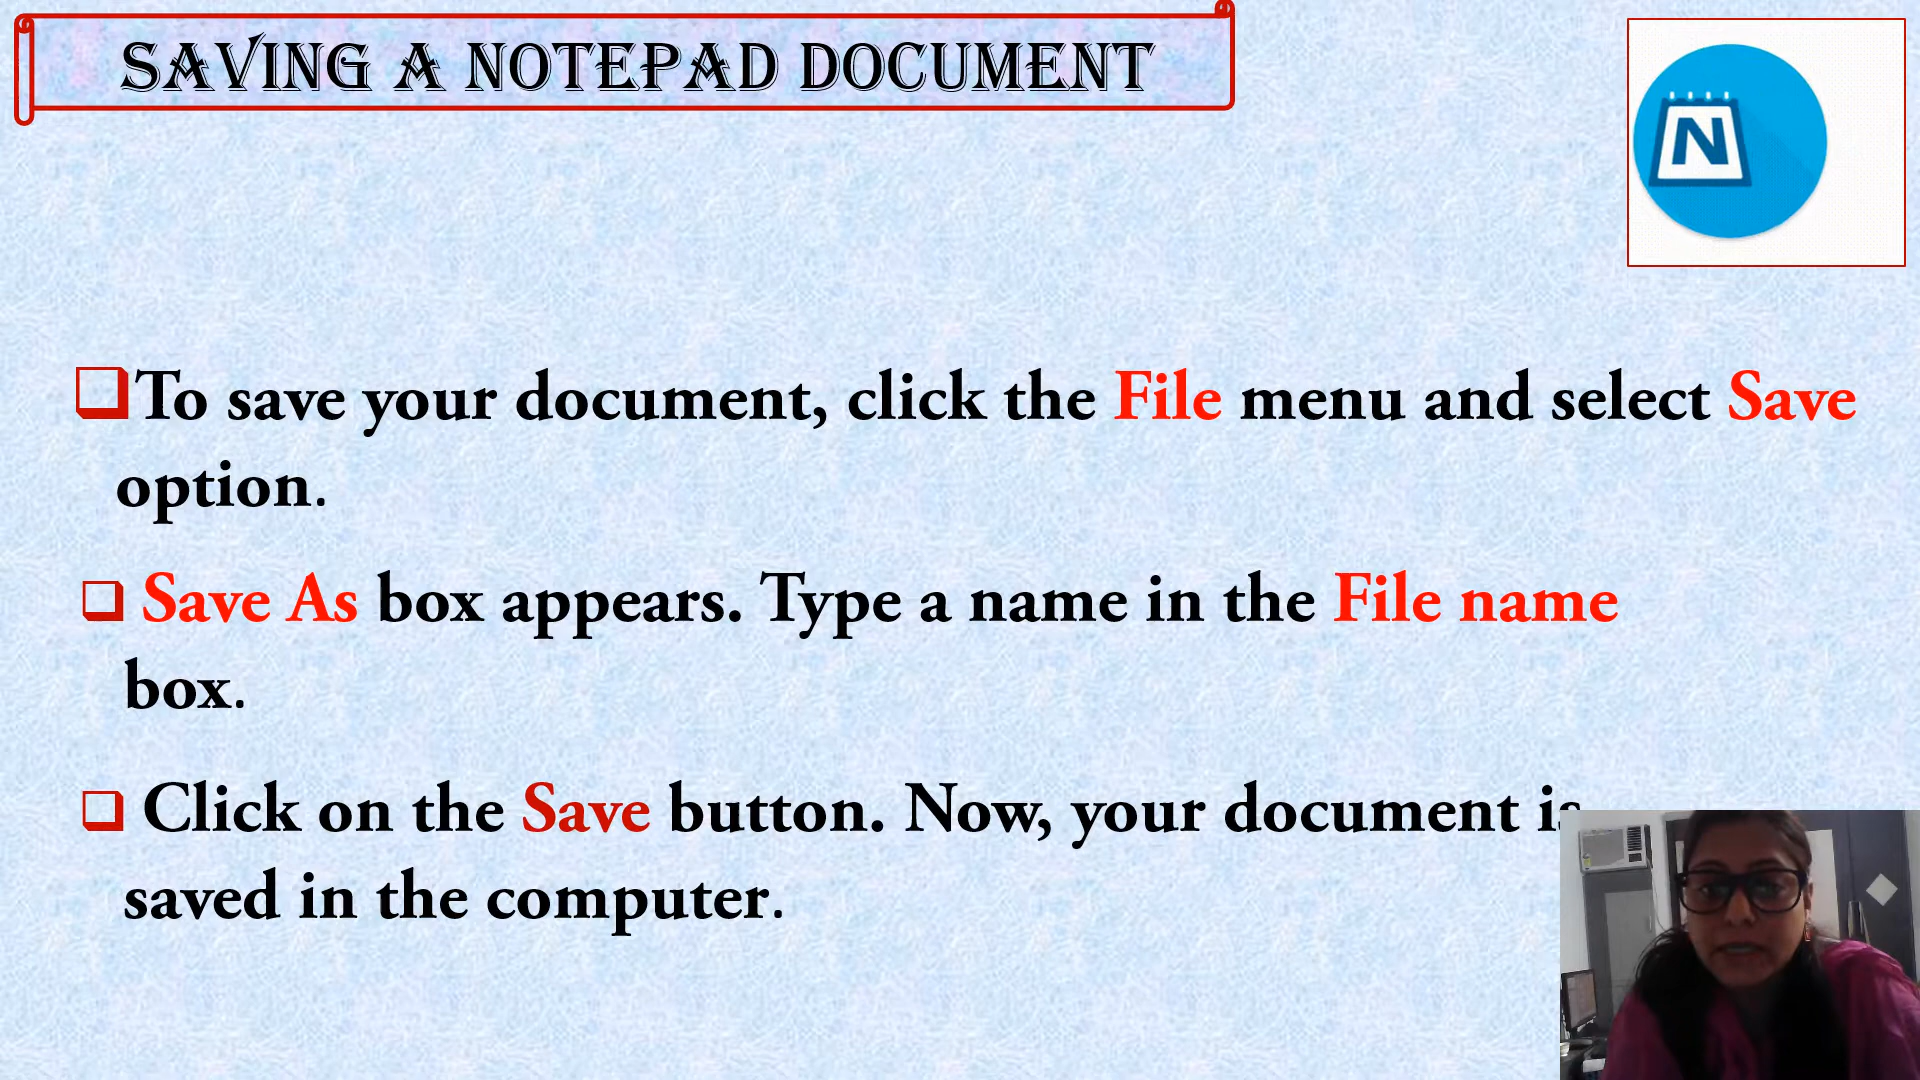 SAVING A NOTEPAD DOCUMENT
N
To save your document, click the File menu and select Save
option.
Save As box appears. Type a name in the File name
box.
Click on the Save button. Now, your document is
saved in the computer.